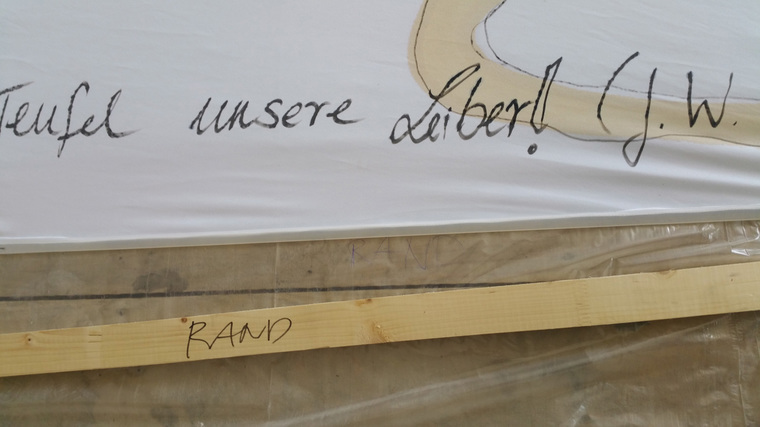 Teufel unsere Leiber! (J.W.
RAND